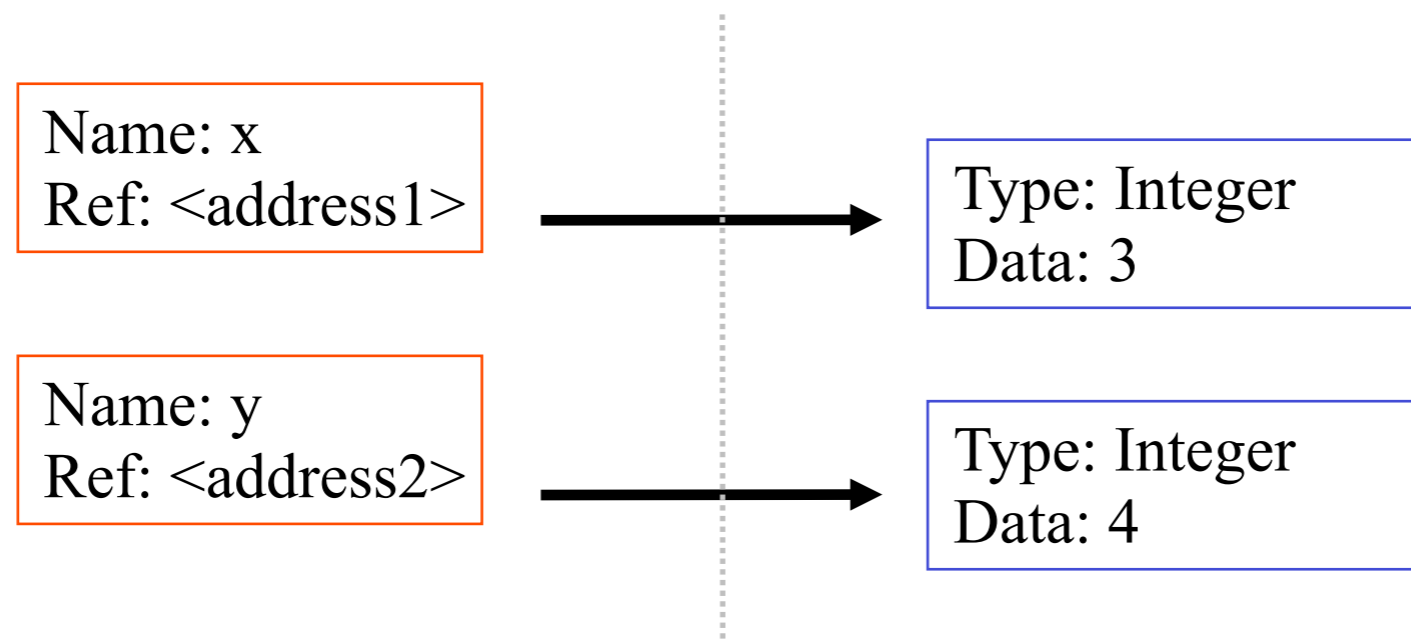 Name: x
Ref: <address1>
Type: Integer
Data: 3
Name: y
Ref: <address2>
Type: Integer
Data: 4